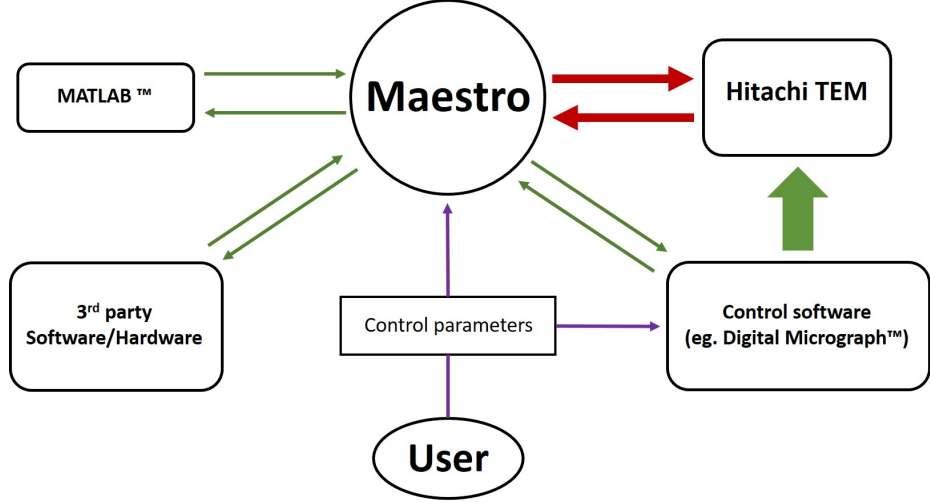 MATLAB ™
Maestro
Hitachi TEM
3rd party
Software/Hardware
Control parameters
Control software
(eg. Digital Micrograph™)
User